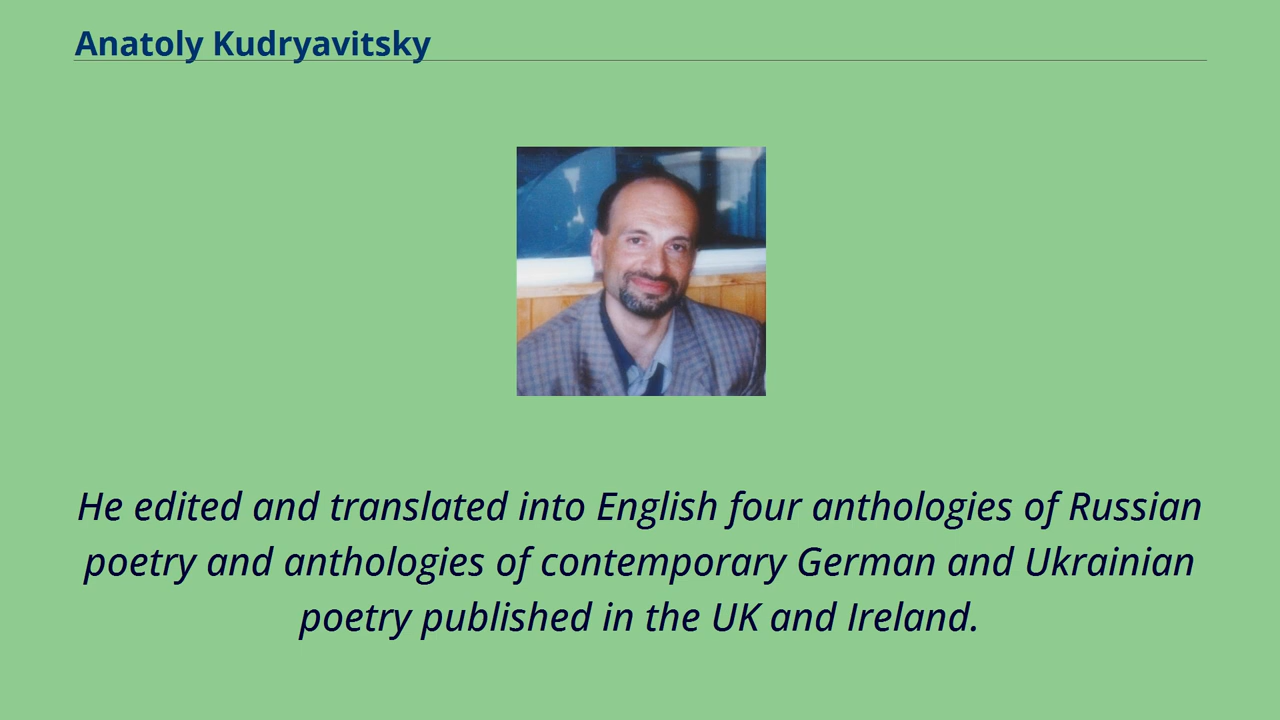 Anatoly Kudryavitsky
He edited and translated into English four anthologies of Russian
poetry and anthologies of contemporary German and Ukrainian
poetry published in the UK and Ireland.